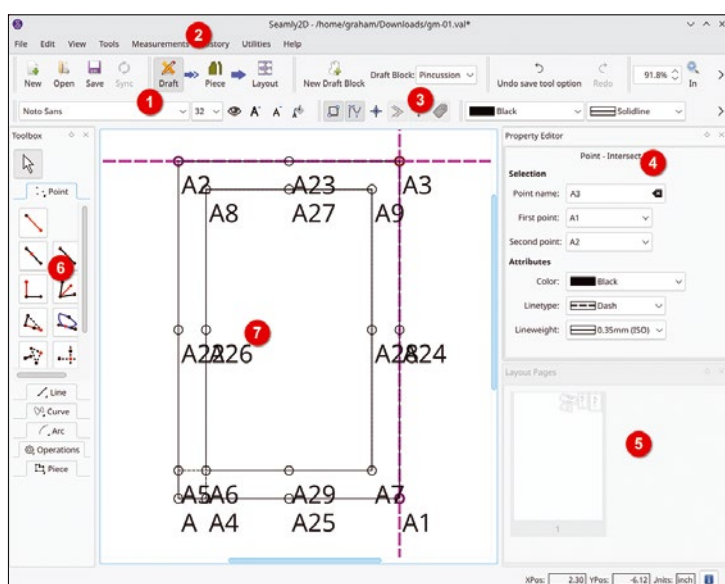 Seamly2D - /home/graham/Downloads/gm-01.val*
2
File Edit View Tools Measurements History Utilities Help
New Open Save Sync Draft Piece Layout New Draft Block Draft Block: Pincussion Undo save tool option Redo 91.8% In
1
3
Noto Sans 32 Black Solidline
Toolbox
Property Editor
Point - Intersect
4
Selection
Point name: A3
First point: A1
Second point: A2
Attributes
Color: Black
Linetype: Dash
Lineweight: 0.35mm (ISO)
Point
6
Line
Curve
Arc
Operations
Piece
A2 A23 A3
A8 A27 A9
7
A22 A26 A28 A24
A5 A6 A29 A7
A A4 A25 A1
Layout Pages
5
1
XPos: 2.30 YPos: -6.12 Units: inch